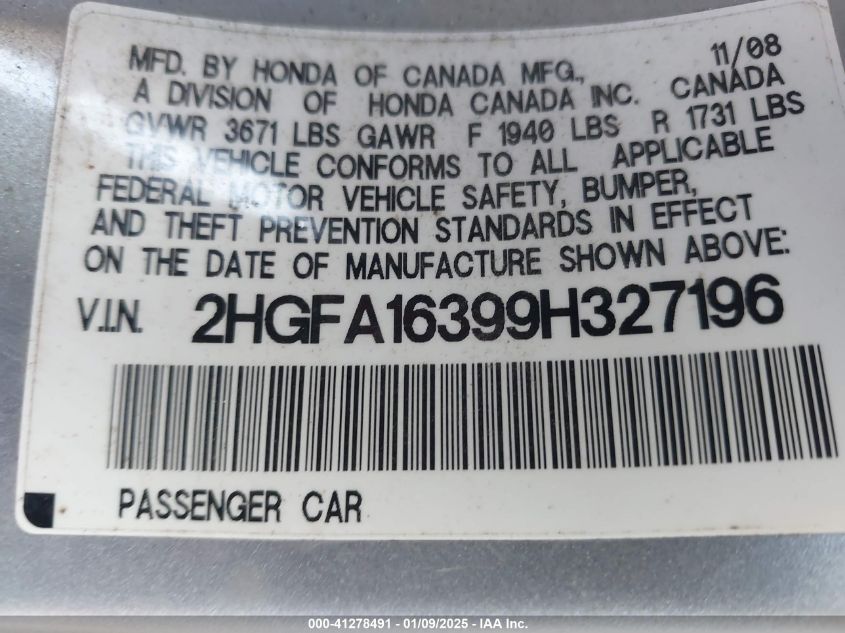 11/08
MFD. BY HONDA OF CANADA MFG.,
A DIVISION OF HONDA CANADA INC. CANADA
GVWR 3671 LBS GAWR F 1940 LBS R 1731 LBS
THIS VEHICLE CONFORMS TO ALL APPLICABLE
FEDERAL MOTOR VEHICLE SAFETY, BUMPER,
AND THEFT PREVENTION STANDARDS IN EFFECT
ON THE DATE OF MANUFACTURE SHOWN ABOVE:
V.I.N. 2HGFA16399H327196
PASSENGER CAR
000-41278491 - 01/09/2025 - IAA Inc.